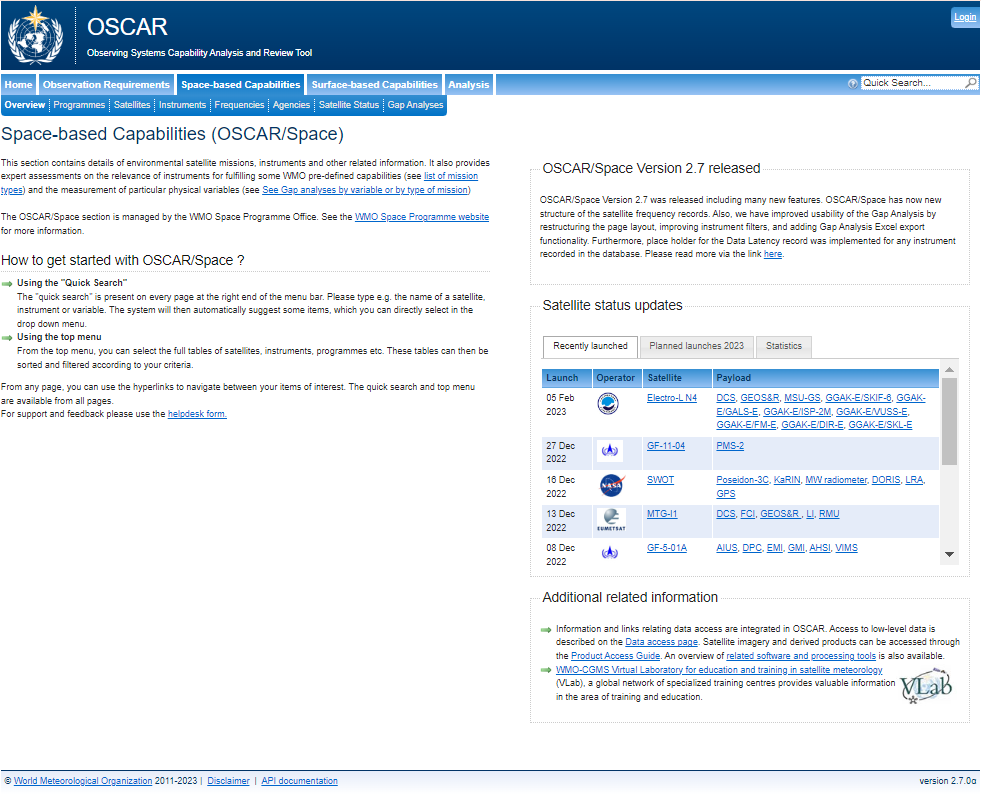 OSCAR
Observing Systems Capability Analysis and Review Tool
Login
Home Observation Requirements Space-based Capabilities Surface-based Capabilities Analysis
Quick Search...
Overview Programmes Satellites Instruments Frequencies Agencies Satellite Status Gap Analyses
Space-based Capabilities (OSCAR/Space)
This section contains details of environmental satellite missions, instruments and other related information. It also provides
expert assessments on the relevance of instruments for fulfilling some WMO pre-defined capabilities (see list of mission
types) and the measurement of particular physical variables (see See Gap analyses by variable or by type of mission)
The OSCAR/Space section is managed by the WMO Space Programme Office. See the WMO Space Programme website
for more information.
How to get started with OSCAR/Space ?
Using the "Quick Search"
The "quick search" is present on every page at the right end of the menu bar. Please type e.g. the name of a satellite,
instrument or variable. The system will then automatically suggest some items, which you can directly select in the
drop down menu.
Using the top menu
From the top menu, you can select the full tables of satellites, instruments, programmes etc. These tables can then be
sorted and filtered according to your criteria.
From any page, you can use the hyperlinks to navigate between your items of interest. The quick search and top menu
are available from all pages.
For support and feedback please use the helpdesk form.
OSCAR/Space Version 2.7 released
OSCAR/Space Version 2.7 was released including many new features. OSCAR/Space has now new
structure of the satellite frequency records. Also, we have improved usability of the Gap Analysis by
restructuring the page layout, improving instrument filters, and adding Gap Analysis Excel export
functionality. Furthermore, place holder for the Data Latency record was implemented for any instrument
recorded in the database. Please read more via the link here.
Satellite status updates
Recently launched Planned launches 2023 Statistics
Launch Operator Satellite Payload
05 Feb Electro-L N4 DCS, GEOS&R, MSU-GS, GGAK-E/SKIF-6, GGAK-
2023 E/GALS-E, GGAK-E/ISP-2M, GGAK-E/VUSS-E,
GGAK-E/FM-E, GGAK-E/DIR-E, GGAK-E/SKL-E
27 Dec GF-11-04 PMS-2
2022
16 Dec NASA SWOT Poseidon-3C, KaRIN, MW radiometer, DORIS, LRA,
2022 GPS
13 Dec EUMETSAT MTG-I1 DCS, FCI, GEOS&R , LI, RMU
2022
08 Dec GF-5-01A AIUS, DPC, EMI, GMI, AHSI, VIMS
2022
Additional related information
Information and links relating data access are integrated in OSCAR. Access to low-level data is
described on the Data access page. Satellite imagery and derived products can be accessed through
the Product Access Guide. An overview of related software and processing tools is also available.
WMO-CGMS Virtual Laboratory for education and training in satellite meteorology
(VLab), a global network of specialized training centres provides valuable information
in the area of training and education.
VLab
© World Meteorological Organization 2011-2023 | Disclaimer | API documentation
version 2.7.0α